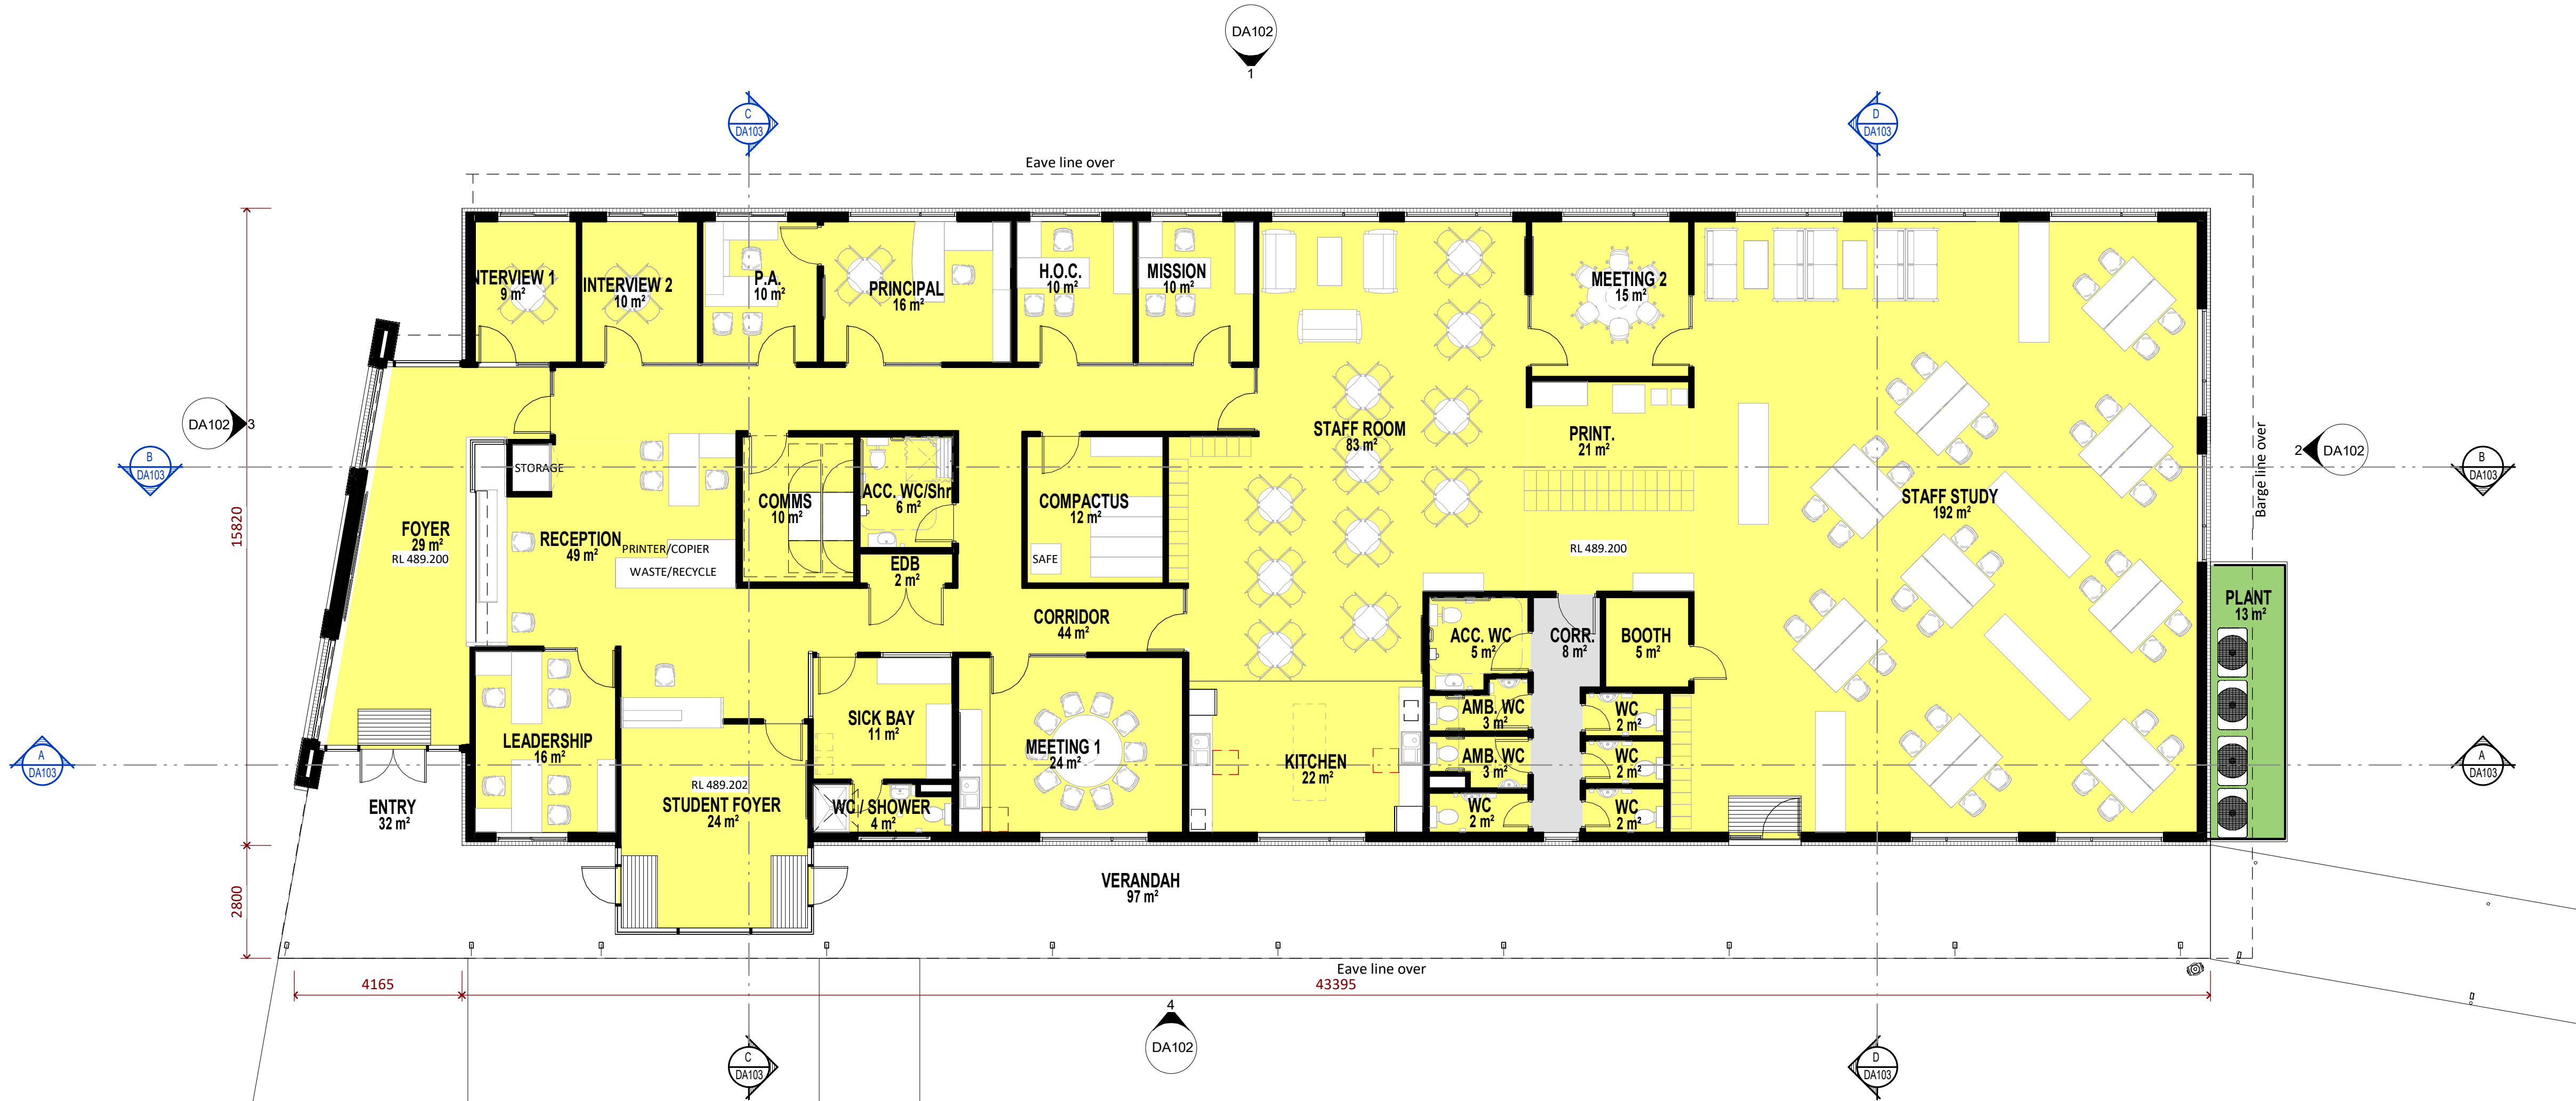 DA102
1
C
DA103
D
DA103
Eave line over
NTERVIEW 1
9 m²
INTERVIEW 2
10 m²
P.A.
10 m²
PRINCIPAL
16 m²
H.O.C.
10 m²
MISSION
10 m²
MEETING 2
15 m²
DA102
3
B
DA103
STORAGE
STAFF ROOM
83 m²
PRINT.
21 m²
2
DA102
B
DA103
Barge line over
15820
FOYER
29 m²
RL 489.200
RECEPTION
49 m²
PRINTER/COPIER
WASTE/RECYCLE
COMMS
10 m²
ACC. WC/Shr
6 m²
COMPACTUS
12 m²
SAFE
EDB
2 m²
STAFF STUDY
192 m²
RL 489.200
CORRIDOR
44 m²
ACC. WC
5 m²
CORR.
8 m²
BOOTH
5 m²
PLANT
13 m²
LEADERSHIP
16 m²
SICK BAY
11 m²
MEETING 1
24 m²
KITCHEN
22 m²
AMB. WC
3 m²
WC
2 m²
AMB. WC
3 m²
WC
2 m²
WC
2 m²
WC
2 m²
A
DA103
A
DA103
RL 489.202
STUDENT FOYER
24 m²
WC / SHOWER
4 m²
ENTRY
32 m²
2800
VERANDAH
97 m²
Eave line over
4165
43395
4
DA102
C
DA103
D
DA103